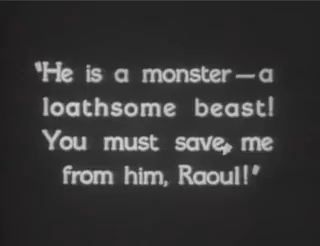 "He is a monster—a
loathsome beast!
You must save, me
from him, Raoul!"